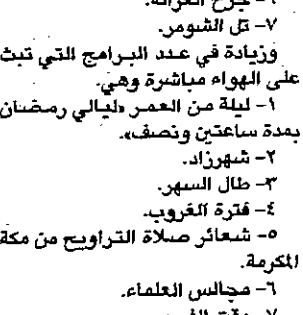 ٧- تل الشومر.
وزيادة في عدد البرامج التي تبث
على الهواء مباشرة وهي.
١- ليلة من العمر «ليالي رمضان
بمدة ساعتين ونصف».
٢- شهرزاد.
٣- طال السهر.
٤- فترة الغروب.
٥- شعائر صلاة التراويح من مكة
المكرمة.
٦- مجالس العلماء.